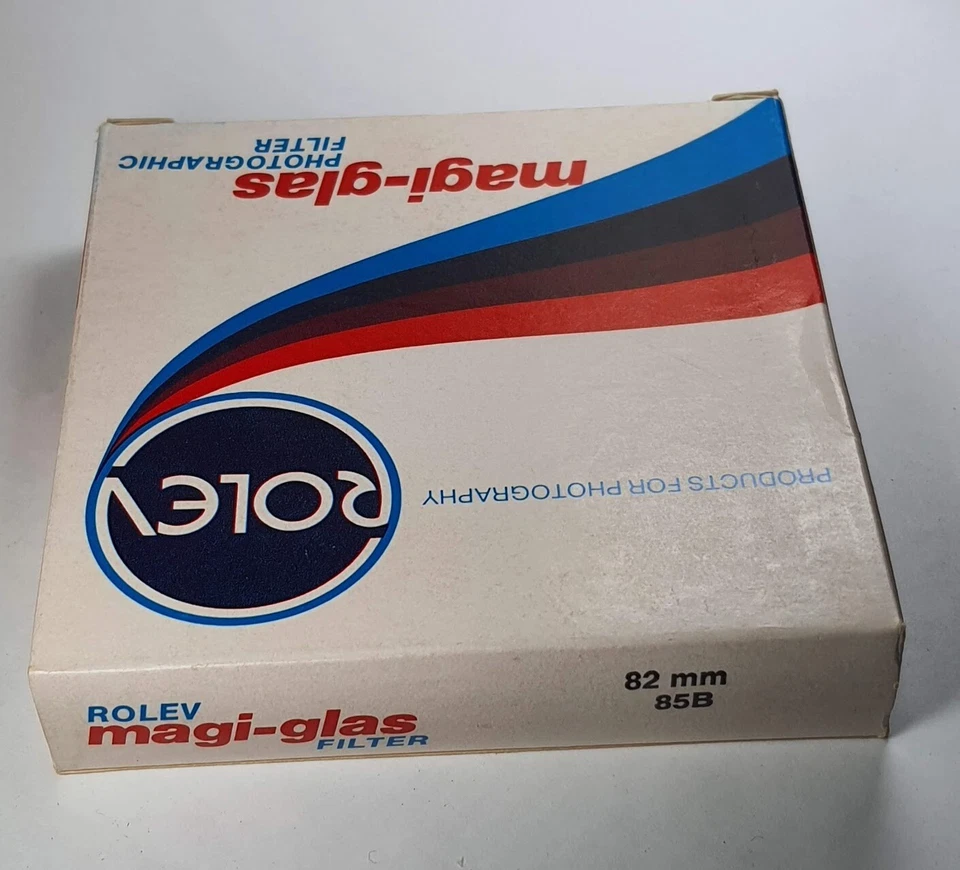 magi-glas
PHOTOGRAPHIC
FILTER
PRODUCTS FOR PHOTOGRAPHY
ROLEV
ROLEV
magi-glas
FILTER
82 mm
85B